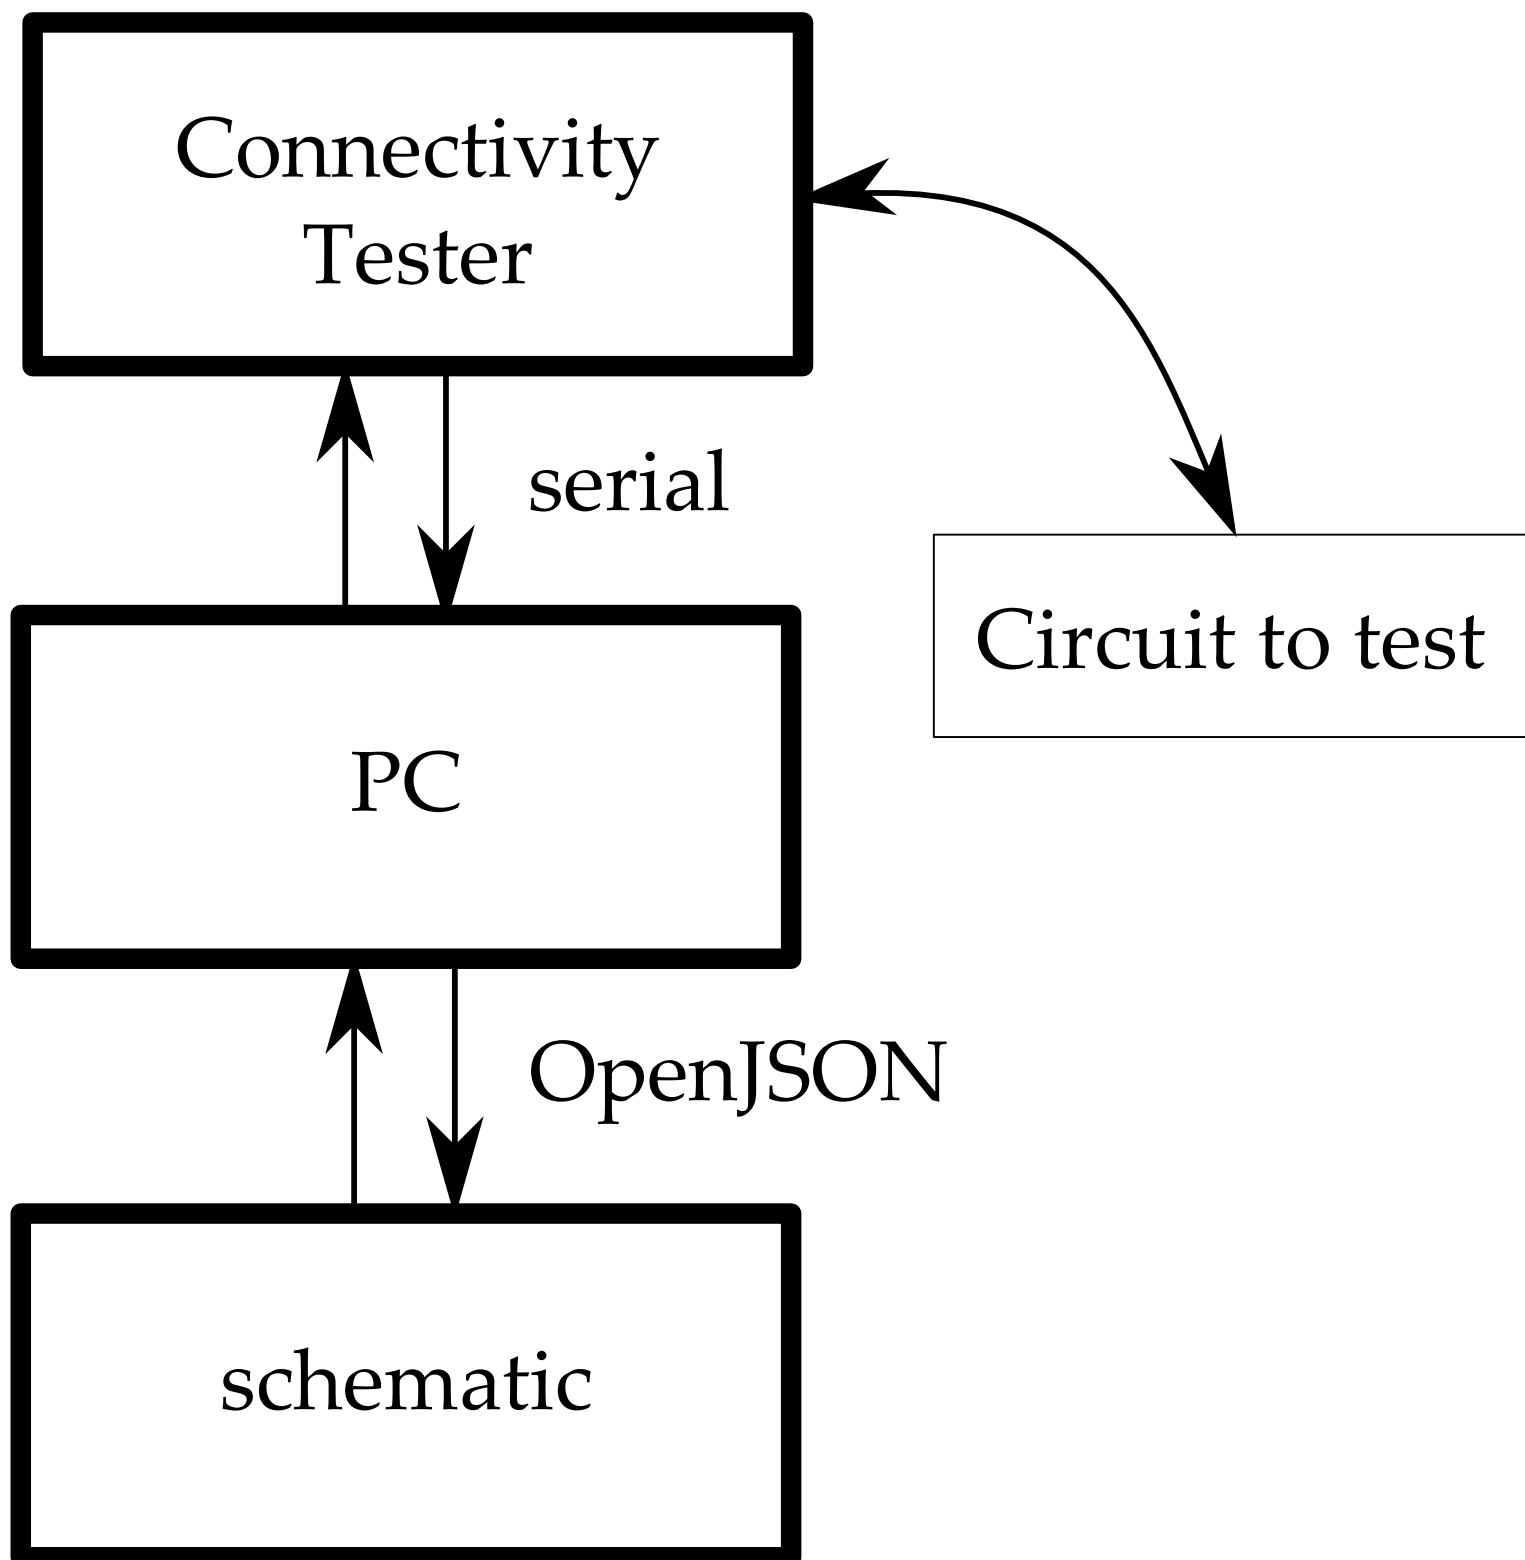 Connectivity
Tester
serial
Circuit to test
PC
OpenJSON
schematic